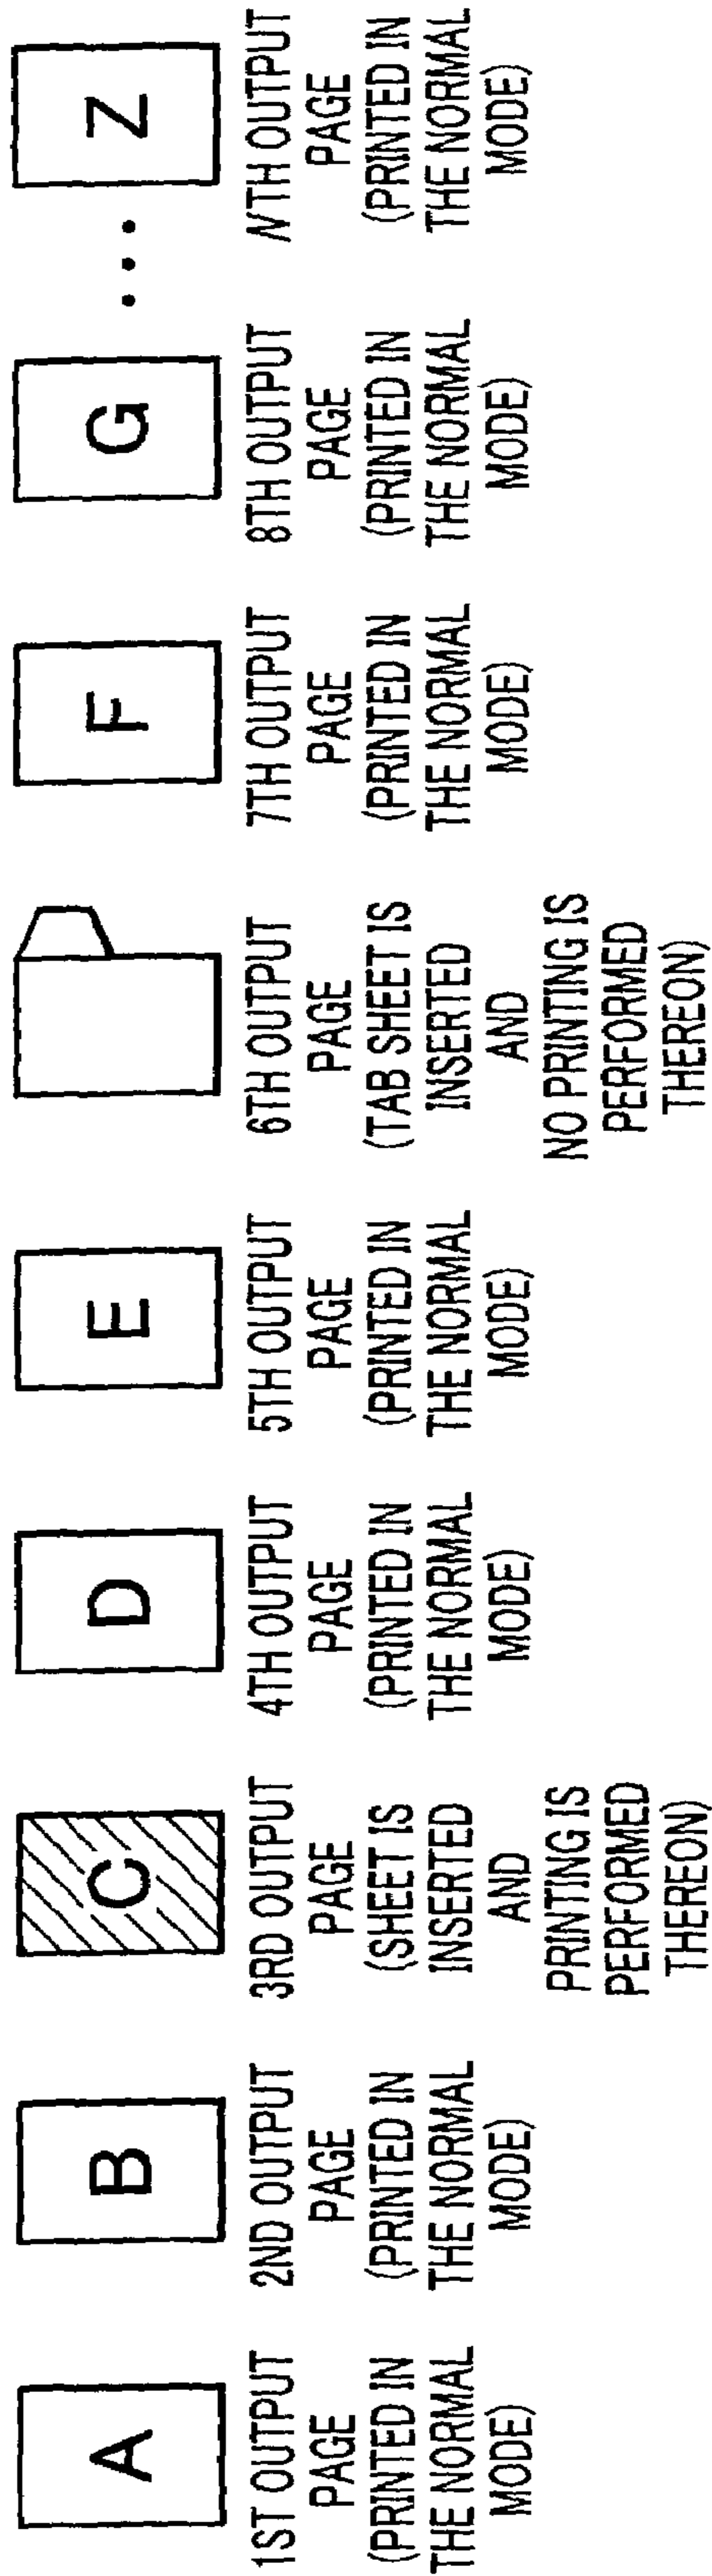 A
1ST OUTPUT
PAGE
(PRINTED IN
THE NORMAL
MODE)
B
2ND OUTPUT
PAGE
(PRINTED IN
THE NORMAL
MODE)
C
3RD OUTPUT
PAGE
(SHEET IS
INSERTED
AND
PRINTING IS
PERFORMED
THEREON)
D
4TH OUTPUT
PAGE
(PRINTED IN
THE NORMAL
MODE)
E
5TH OUTPUT
PAGE
(PRINTED IN
THE NORMAL
MODE)
6TH OUTPUT
PAGE
(TAB SHEET IS
INSERTED
AND
NO PRINTING IS
PERFORMED
THEREON)
F
7TH OUTPUT
PAGE
(PRINTED IN
THE NORMAL
MODE)
G
8TH OUTPUT
PAGE
(PRINTED IN
THE NORMAL
MODE)
...
Z
NTH OUTPUT
PAGE
(PRINTED IN
THE NORMAL
MODE)